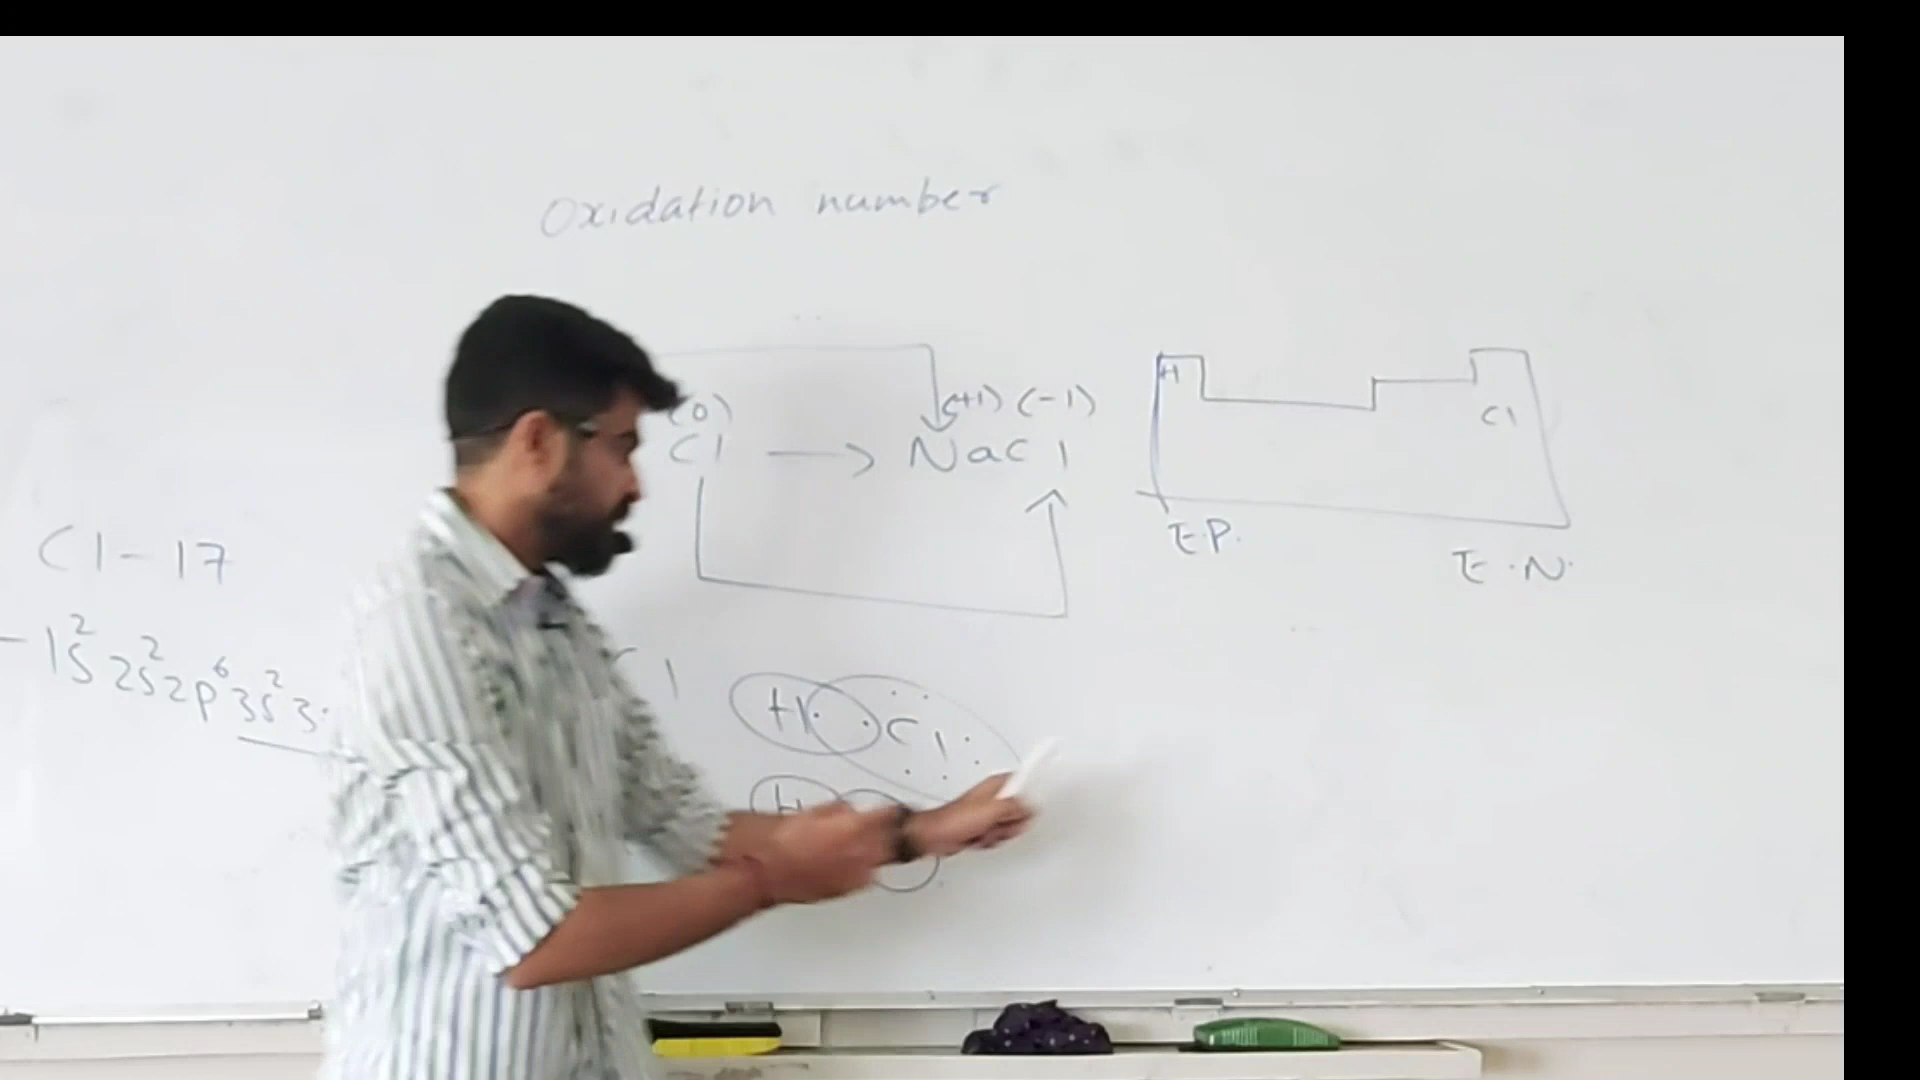 Oxidation number
(0) (+1) (-1)
Cl → NaCl
H
Cl
E.P.
E.N.
Cl - 17
- 1s² 2s² 2p⁶ 3s² 3
H Cl
H